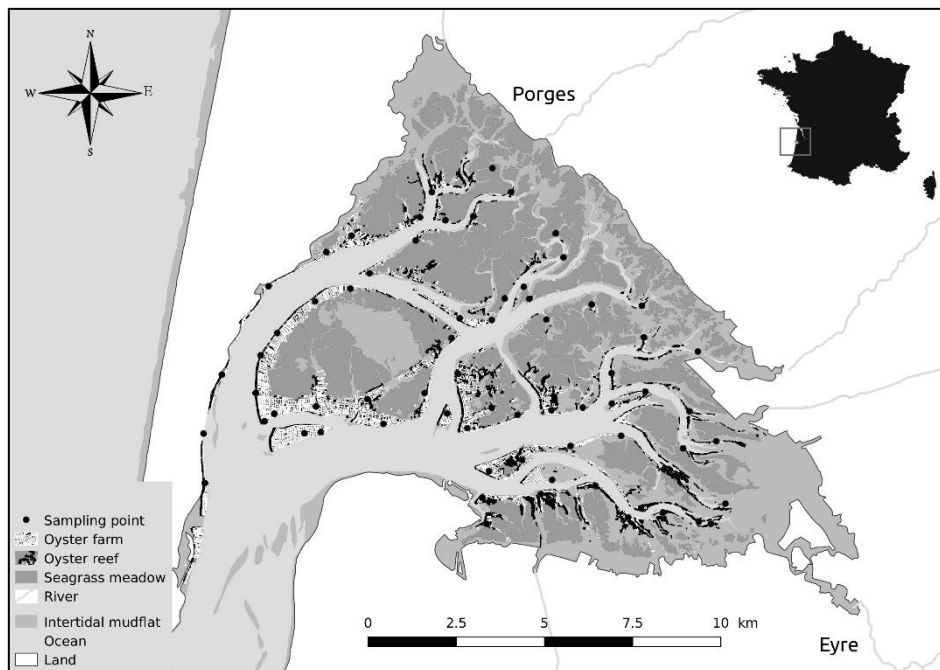 N
W E
S
Porges
Sampling point
Oyster farm
Oyster reef
Seagrass meadow
River
Intertidal mudflat
Ocean
Land
0 2.5 5 7.5 10 km
Eyre